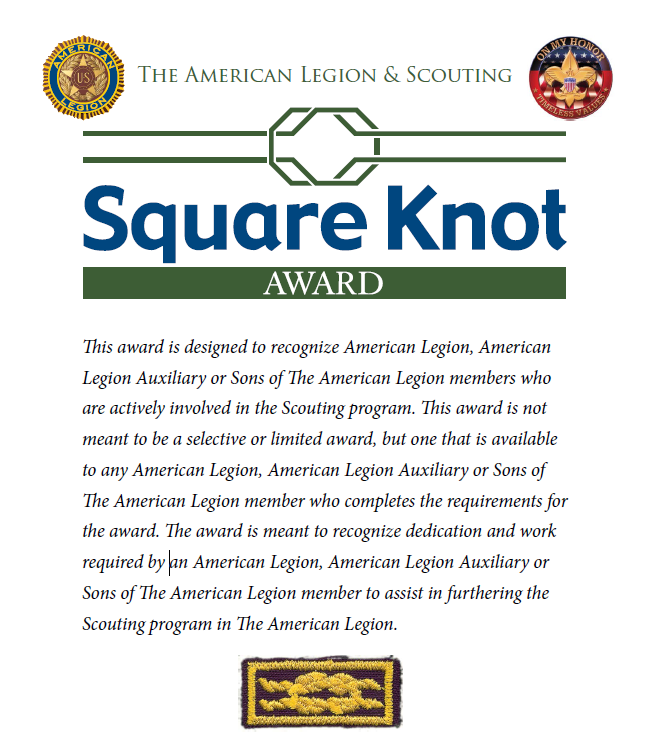 AMERICAN
US
LEGION
THE AMERICAN LEGION & SCOUTING
ON MY HONOR
TIMELESS VALUES
Square Knot
AWARD
This award is designed to recognize American Legion, American
Legion Auxiliary or Sons of The American Legion members who
are actively involved in the Scouting program. This award is not
meant to be a selective or limited award, but one that is available
to any American Legion, American Legion Auxiliary or Sons of
The American Legion member who completes the requirements for
the award. The award is meant to recognize dedication and work
required by an American Legion, American Legion Auxiliary or
Sons of The American Legion member to assist in furthering the
Scouting program in The American Legion.